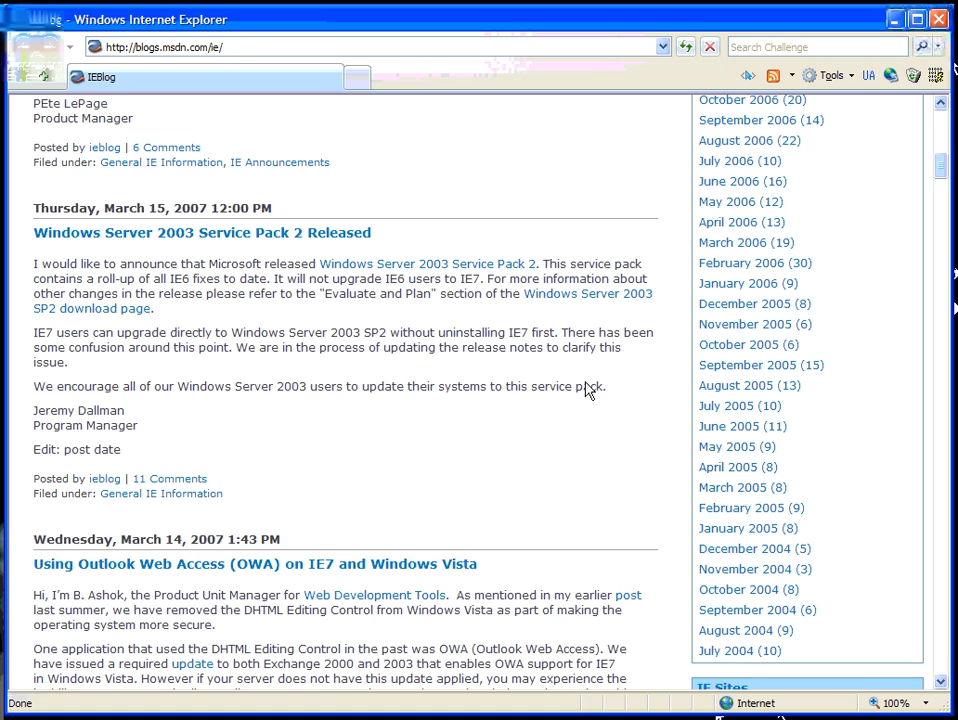 og - Windows Internet Explorer
http://blogs.msdn.com/ie/
Search Challenge
IEBlog
Tools
UA
PEte LePage
Product Manager
Posted by ieblog | 6 Comments
Filed under: General IE Information, IE Announcements
Thursday, March 15, 2007 12:00 PM
Windows Server 2003 Service Pack 2 Released
I would like to announce that Microsoft released Windows Server 2003 Service Pack 2. This service pack
contains a roll-up of all IE6 fixes to date. It will not upgrade IE6 users to IE7. For more information about
other changes in the release please refer to the "Evaluate and Plan" section of the Windows Server 2003
SP2 download page.
IE7 users can upgrade directly to Windows Server 2003 SP2 without uninstalling IE7 first. There has been
some confusion around this point. We are in the process of updating the release notes to clarify this
issue.
We encourage all of our Windows Server 2003 users to update their systems to this service pack.
Jeremy Dallman
Program Manager
Edit: post date
Posted by ieblog | 11 Comments
Filed under: General IE Information
Wednesday, March 14, 2007 1:43 PM
Using Outlook Web Access (OWA) on IE7 and Windows Vista
Hi, I'm B. Ashok, the Product Unit Manager for Web Development Tools. As mentioned in my earlier post
last summer, we have removed the DHTML Editing Control from Windows Vista as part of making the
operating system more secure.
One application that used the DHTML Editing Control in the past was OWA (Outlook Web Access). We
have issued a required update to both Exchange 2000 and 2003 that enables OWA support for IE7
in Windows Vista. However if your server does not have this update applied, you may experience the
October 2006 (20)
September 2006 (14)
August 2006 (22)
July 2006 (10)
June 2006 (16)
May 2006 (12)
April 2006 (13)
March 2006 (19)
February 2006 (30)
January 2006 (9)
December 2005 (8)
November 2005 (6)
October 2005 (6)
September 2005 (15)
August 2005 (13)
July 2005 (10)
June 2005 (11)
May 2005 (9)
April 2005 (8)
March 2005 (8)
February 2005 (9)
January 2005 (8)
December 2004 (5)
November 2004 (3)
October 2004 (8)
September 2004 (6)
August 2004 (9)
July 2004 (10)
IE Sites
Done
Internet
100%